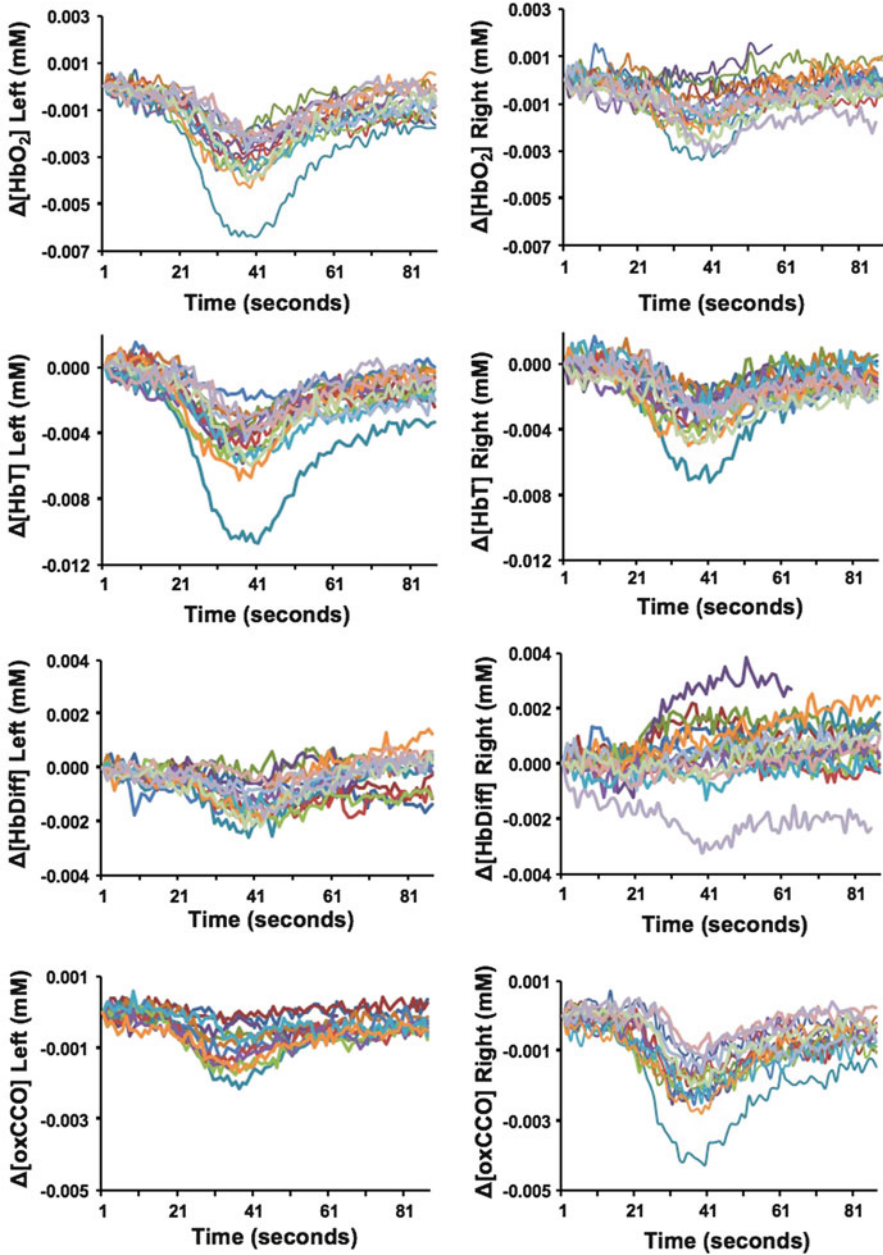 Δ[HbO2] Left (mM)
0.003
0.001
-0.001
-0.003
-0.005
-0.007
1 21 41 61 81
Time (seconds)
Δ[HbO2] Right (mM)
0.003
0.001
-0.001
-0.003
-0.005
-0.007
1 21 41 61 81
Time (seconds)
Δ[HbT] Left (mM)
0.000
-0.004
-0.008
-0.012
1 21 41 61 81
Time (seconds)
Δ[HbT] Right (mM)
0.000
-0.004
-0.008
-0.012
1 21 41 61 81
Time (seconds)
Δ[HbDiff] Left (mM)
0.004
0.002
0.000
-0.002
-0.004
1 21 41 61 81
Time (seconds)
Δ[HbDiff] Right (mM)
0.004
0.002
0.000
-0.002
-0.004
1 21 41 61 81
Time (seconds)
Δ[oxCCO] Left (mM)
0.001
-0.001
-0.003
-0.005
1 21 41 61 81
Time (seconds)
Δ[oxCCO] Right (mM)
0.001
-0.001
-0.003
-0.005
1 21 41 61 81
Time (seconds)